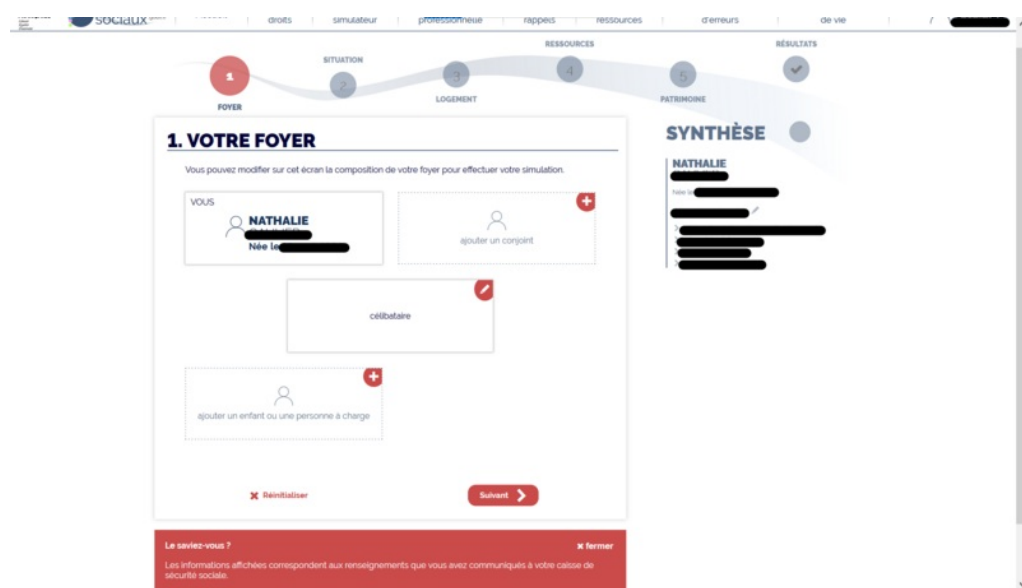 sociaux
droits simulateur professionnelle rappels ressources d'erreurs de vie ?
RESSOURCES RÉSULTATS
SITUATION
1 2 3 4 5
LOGEMENT PATRIMOINE
FOYER
1. VOTRE FOYER
Vous pouvez modifier sur cet écran la composition de votre foyer pour effectuer votre simulation.
VOUS
NATHALIE
Née le
ajouter un conjoint
célibataire
ajouter un enfant ou une personne à charge
Réinitialiser
Suivant
Le saviez-vous ?
fermer
Les informations affichées correspondent aux renseignements que vous avez communiqués à votre caisse de
sécurité sociale.
SYNTHÈSE
NATHALIE
Née le